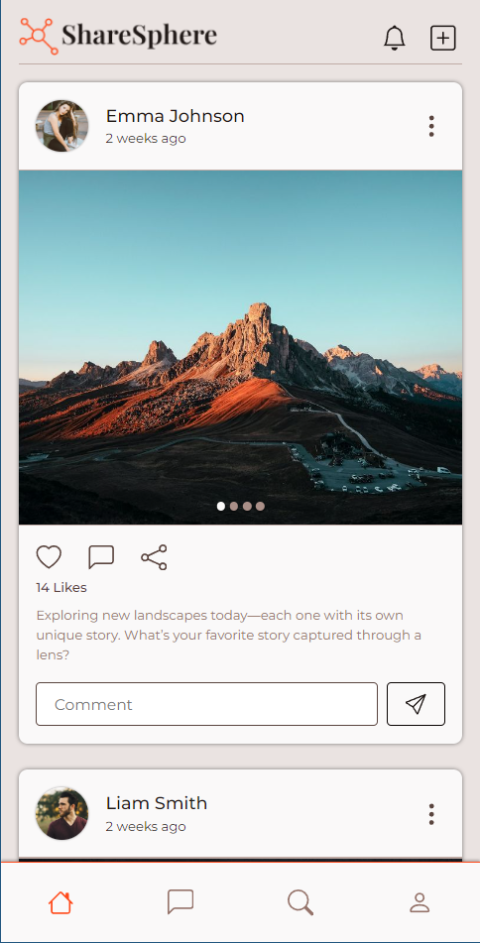 ShareSphere
Emma Johnson
2 weeks ago
14 Likes
Exploring new landscapes today—each one with its own
unique story. What's your favorite story captured through a
lens?
Comment
Liam Smith
2 weeks ago